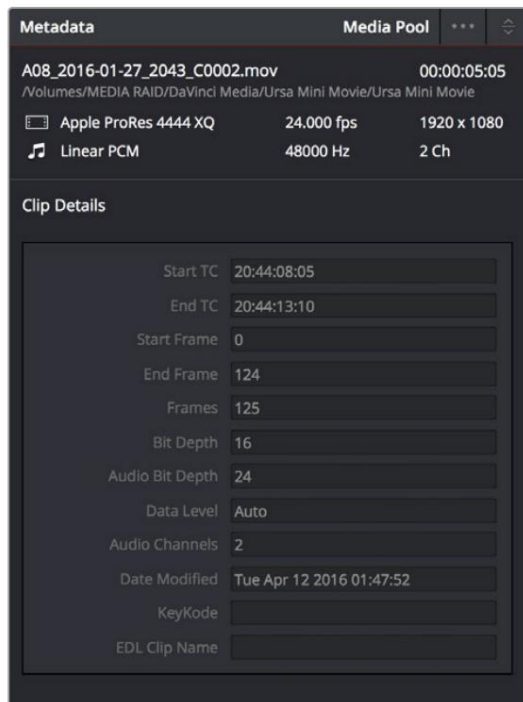 Metadata Media Pool •••
A08_2016-01-27_2043_C0002.mov 00:00:05:05
/Volumes/MEDIA RAID/DaVinci Media/Ursa Mini Movie/Ursa Mini Movie
Apple ProRes 4444 XQ 24.000 fps 1920 x 1080
Linear PCM 48000 Hz 2 Ch
Clip Details
Start TC 20:44:08:05
End TC 20:44:13:10
Start Frame 0
End Frame 124
Frames 125
Bit Depth 16
Audio Bit Depth 24
Data Level Auto
Audio Channels 2
Date Modified Tue Apr 12 2016 01:47:52
KeyKode
EDL Clip Name